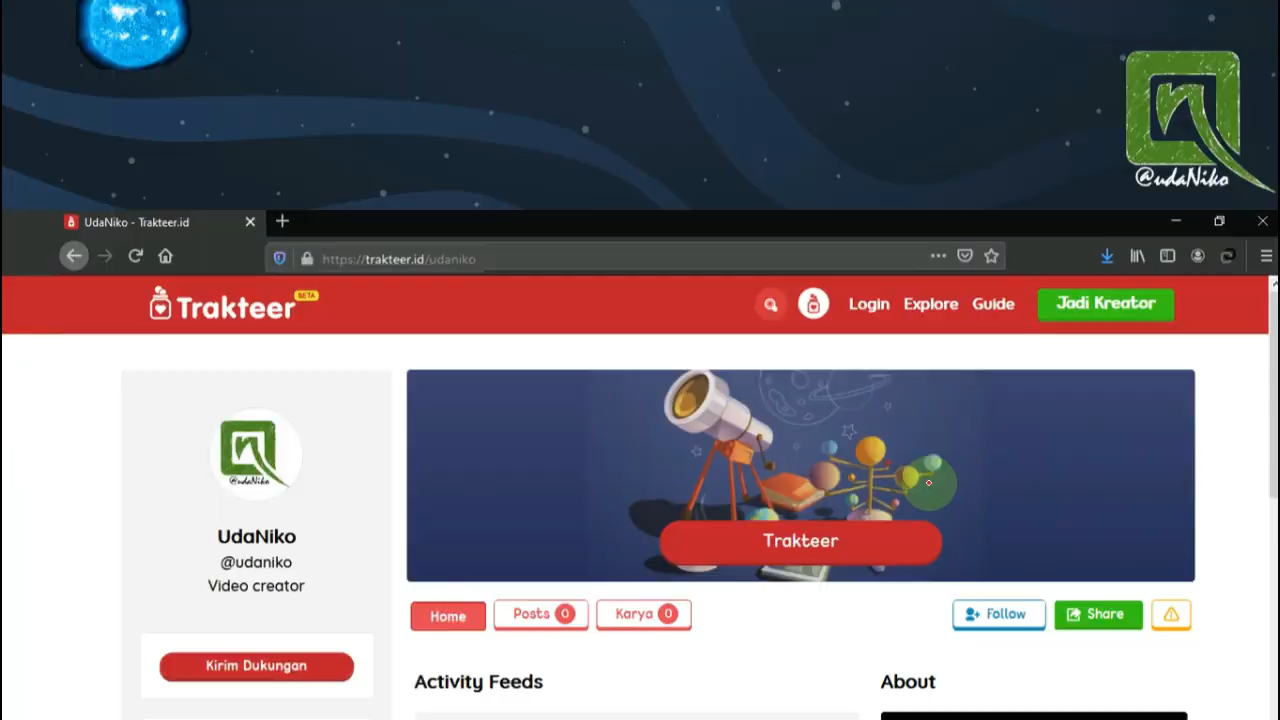 @udaNiko
UdaNiko - Trakteer.id
https://trakteer.id/udaniko
Trakteer BETA
Login Explore Guide Jadi Kreator
@udaNiko
UdaNiko
@udaniko
Video creator
Kirim Dukungan
Trakteer
Home Posts 0 Karya 0
Follow Share
Activity Feeds
About